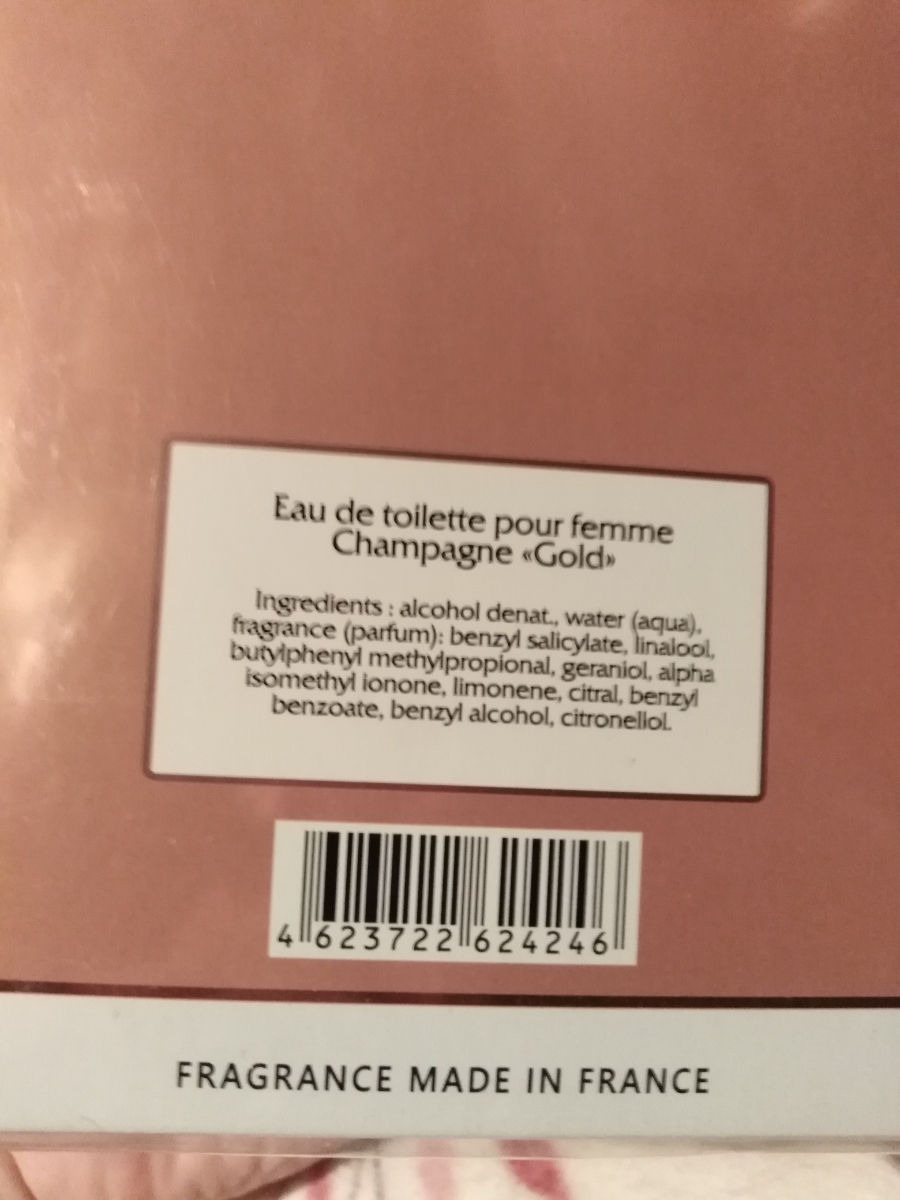 Eau de toilette pour femme
Champagne «Gold»
Ingredients : alcohol denat., water (aqua),
fragrance (parfum): benzyl salicylate, linalool,
butylphenyl methylpropional, geraniol, alpha
isomethyl ionone, limonene, citral, benzyl
benzoate, benzyl alcohol, citronellol.
4 623722 624246
FRAGRANCE MADE IN FRANCE